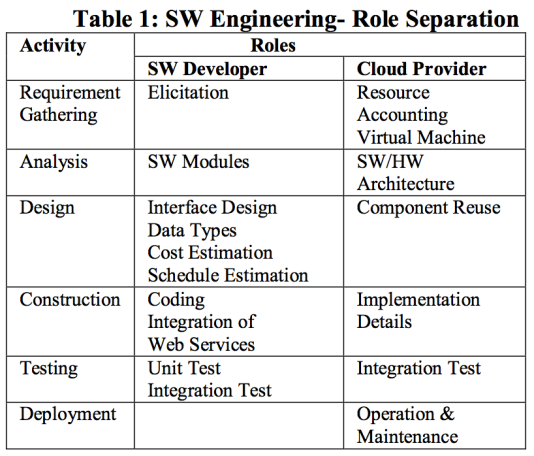 Table 1: SW Engineering- Role Separation
Activity Roles
SW Developer Cloud Provider
Requirement Elicitation Resource
Gathering Accounting
Virtual Machine
Analysis SW Modules SW/HW
Architecture
Design Interface Design Component Reuse
Data Types
Cost Estimation
Schedule Estimation
Construction Coding Implementation
Integration of Details
Web Services
Testing Unit Test Integration Test
Integration Test
Deployment Operation &
Maintenance